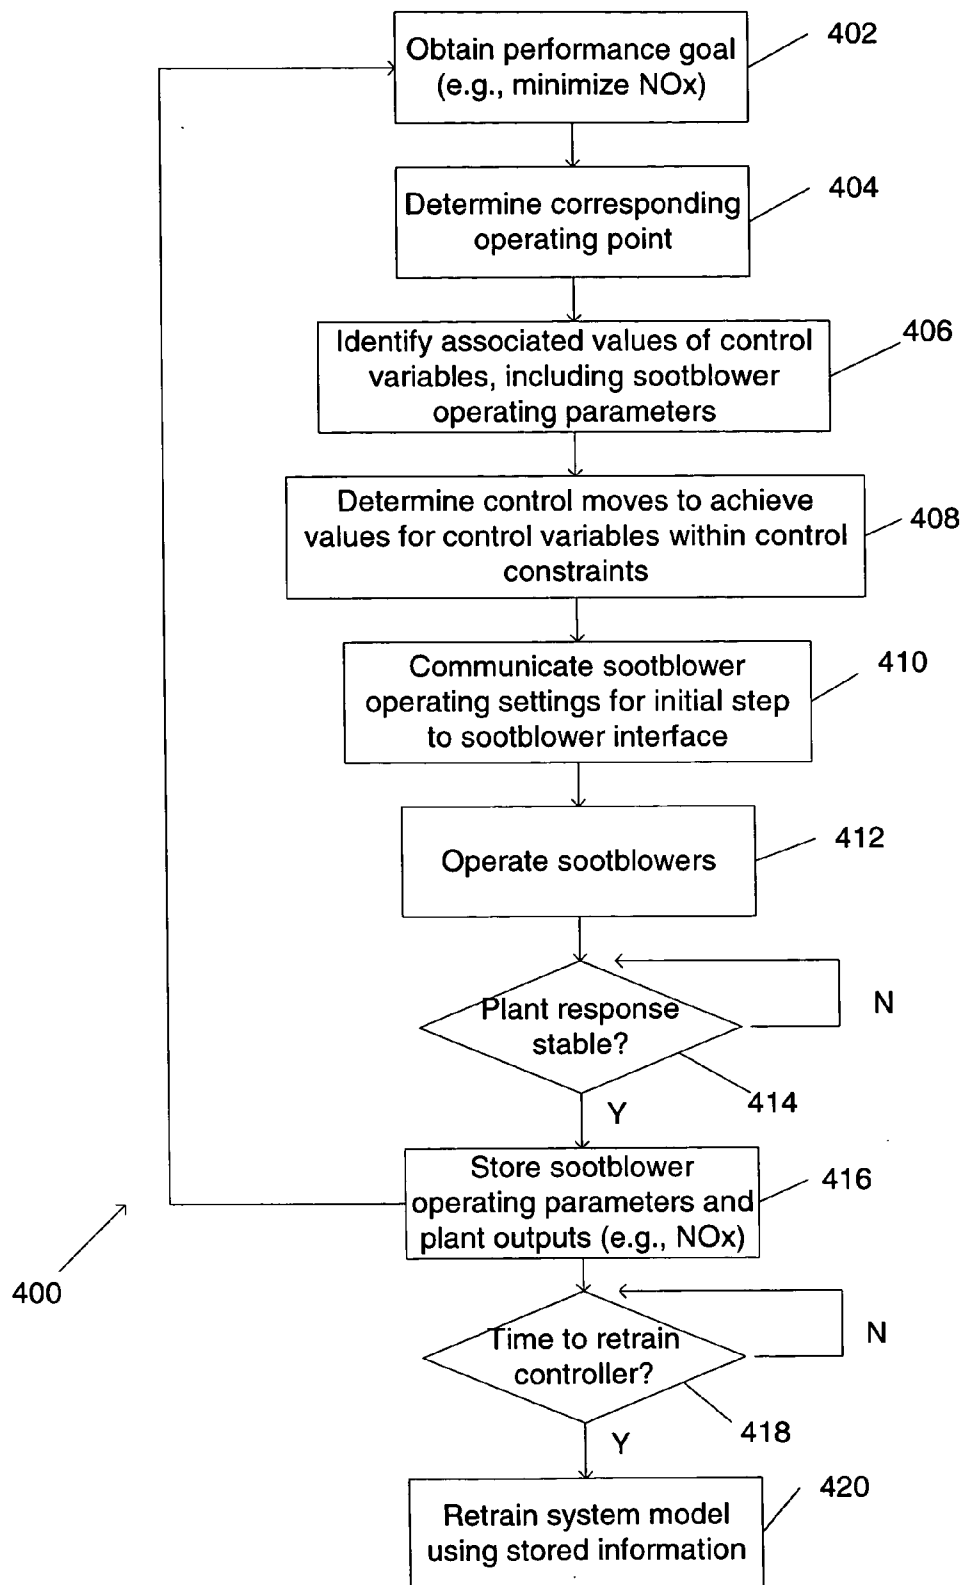 Obtain performance goal
(e.g., minimize NOx)
402
Determine corresponding
operating point
404
Identify associated values of control
variables, including sootblower
operating parameters
406
Determine control moves to achieve
values for control variables within control
constraints
408
Communicate sootblower
operating settings for initial step
to sootblower interface
410
Operate sootblowers
412
Plant response
stable?
N
414
Y
Store sootblower
operating parameters and
plant outputs (e.g., NOx)
416
400
Time to retrain
controller?
N
418
Y
Retrain system model
using stored information
420